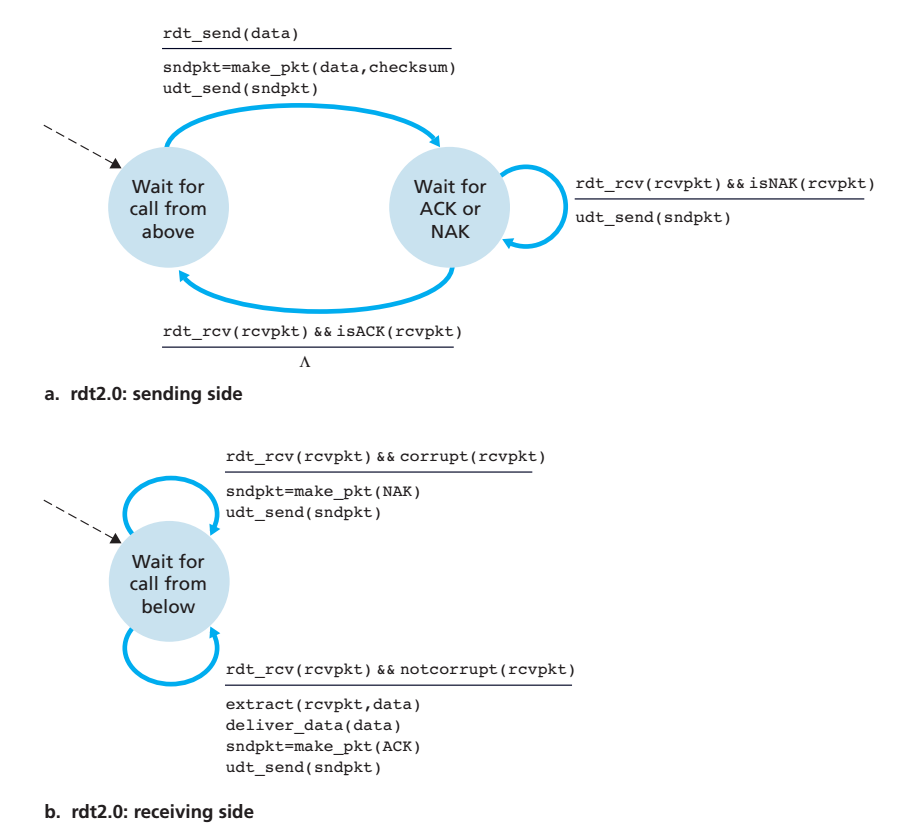 rdt_send(data)
sndpkt=make_pkt(data,checksum)
udt_send(sndpkt)
Wait for
call from
above
Wait for
ACK or
NAK
rdt_rcv(rcvpkt)&&isNAK(rcvpkt)
udt_send(sndpkt)
rdt_rcv(rcvpkt)&&isACK(rcvpkt)
Λ
a. rdt2.0: sending side
rdt_rcv(rcvpkt)&&corrupt(rcvpkt)
sndpkt=make_pkt(NAK)
udt_send(sndpkt)
Wait for
call from
below
rdt_rcv(rcvpkt)&&notcorrupt(rcvpkt)
extract(rcvpkt,data)
deliver_data(data)
sndpkt=make_pkt(ACK)
udt_send(sndpkt)
b. rdt2.0: receiving side